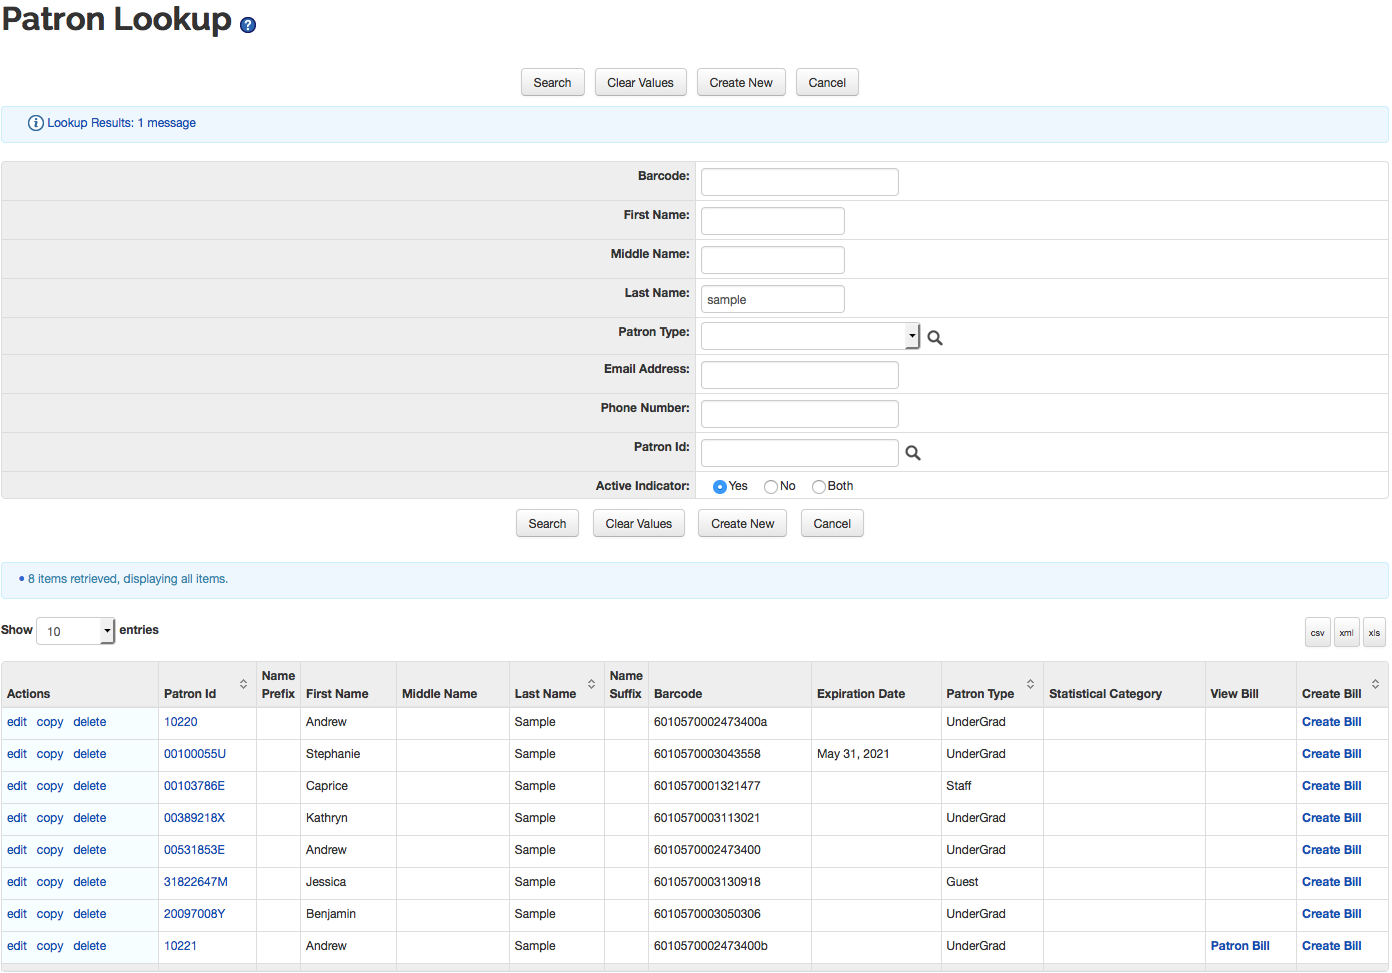 Patron Lookup ?
Search Clear Values Create New Cancel
Lookup Results: 1 message
Barcode:
First Name:
Middle Name:
Last Name: sample
Patron Type:
Email Address:
Phone Number:
Patron Id:
Active Indicator: Yes No Both
Search Clear Values Create New Cancel
• 8 items retrieved, displaying all items.
Show 10 entries csv xml xls
Actions Patron Id Name Prefix First Name Middle Name Last Name Name Suffix Barcode Expiration Date Patron Type Statistical Category View Bill Create Bill
edit copy delete 10220 Andrew Sample 6010570002473400a UnderGrad Create Bill
edit copy delete 00100055U Stephanie Sample 6010570003043558 May 31, 2021 UnderGrad Create Bill
edit copy delete 00103786E Caprice Sample 6010570001321477 Staff Create Bill
edit copy delete 00389218X Kathryn Sample 6010570003113021 UnderGrad Create Bill
edit copy delete 00531853E Andrew Sample 6010570002473400 UnderGrad Create Bill
edit copy delete 31822647M Jessica Sample 6010570003130918 Guest Create Bill
edit copy delete 20097008Y Benjamin Sample 6010570003050306 UnderGrad Create Bill
edit copy delete 10221 Andrew Sample 6010570002473400b UnderGrad Patron Bill Create Bill